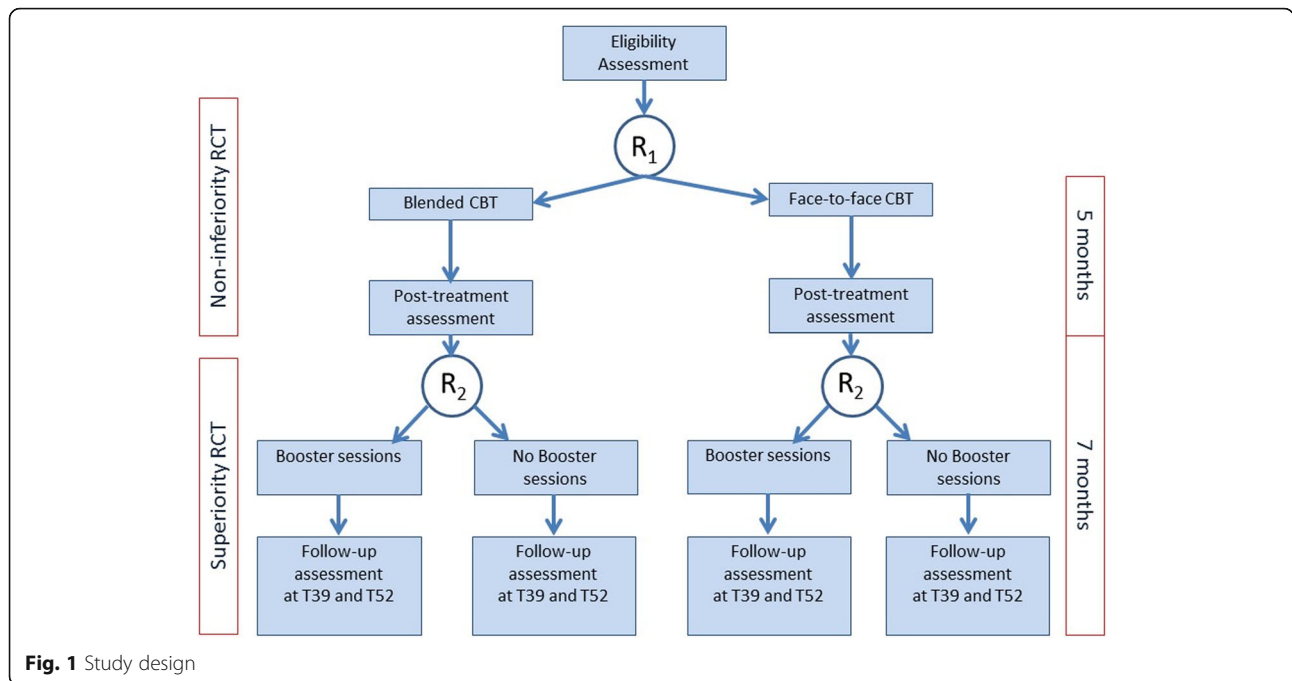 Eligibility
Assessment
R₁
Non-inferiority RCT
Blended CBT
Face-to-face CBT
5 months
Post-treatment
assessment
Post-treatment
assessment
R₂
R₂
Superiority RCT
Booster sessions
No Booster
sessions
Booster sessions
No Booster
sessions
7 months
Follow-up
assessment
at T39 and T52
Follow-up
assessment
at T39 and T52
Follow-up
assessment
at T39 and T52
Follow-up
assessment
at T39 and T52
Fig. 1 Study design